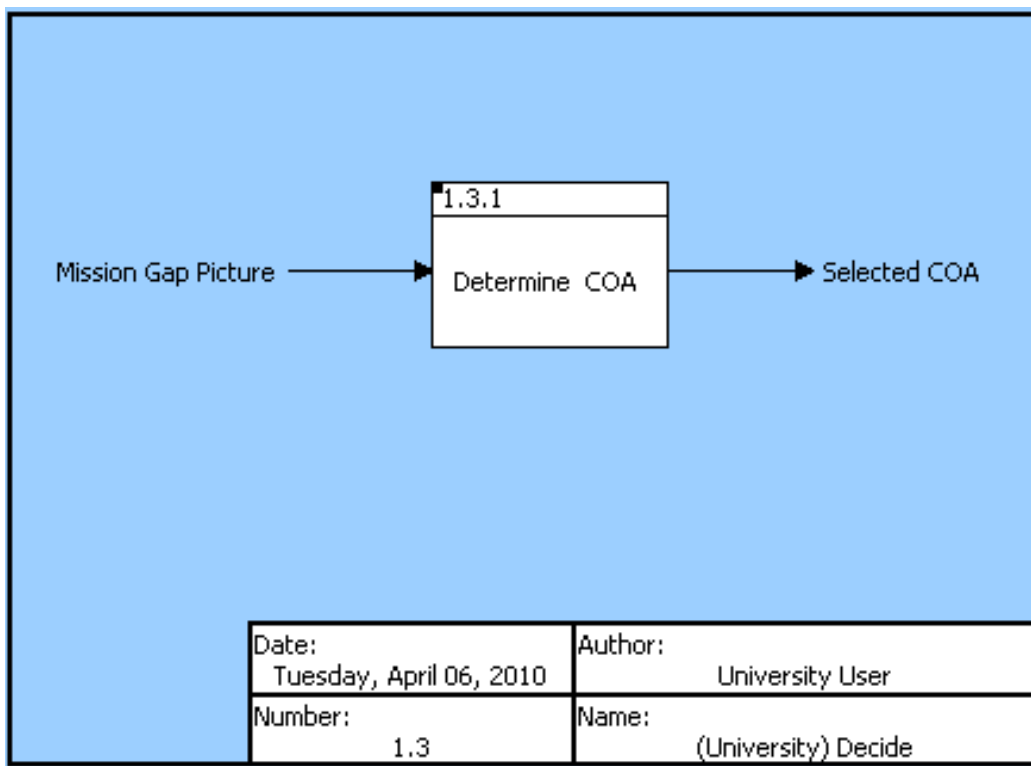 1.3.1
Mission Gap Picture
Determine COA
Selected COA
Date:
Tuesday, April 06, 2010
Author:
University User
Number:
1.3
Name:
(University) Decide